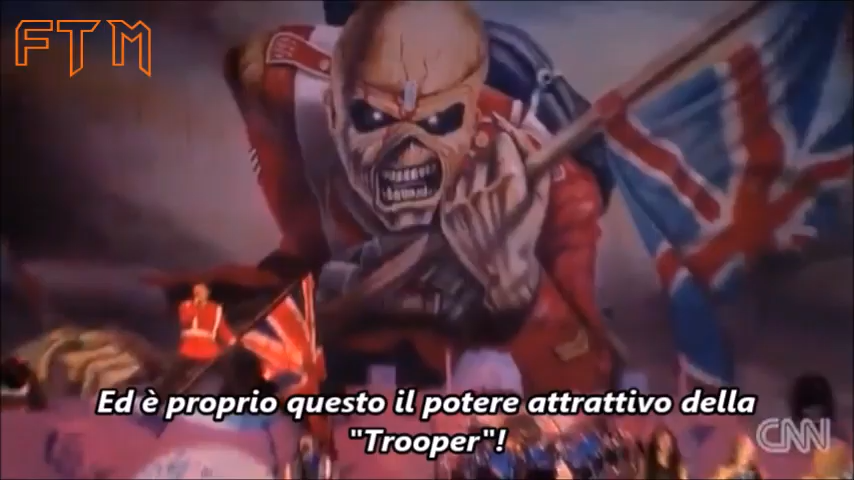 FTM
Ed è proprio questo il potere attrattivo della
"Trooper"!
CNN